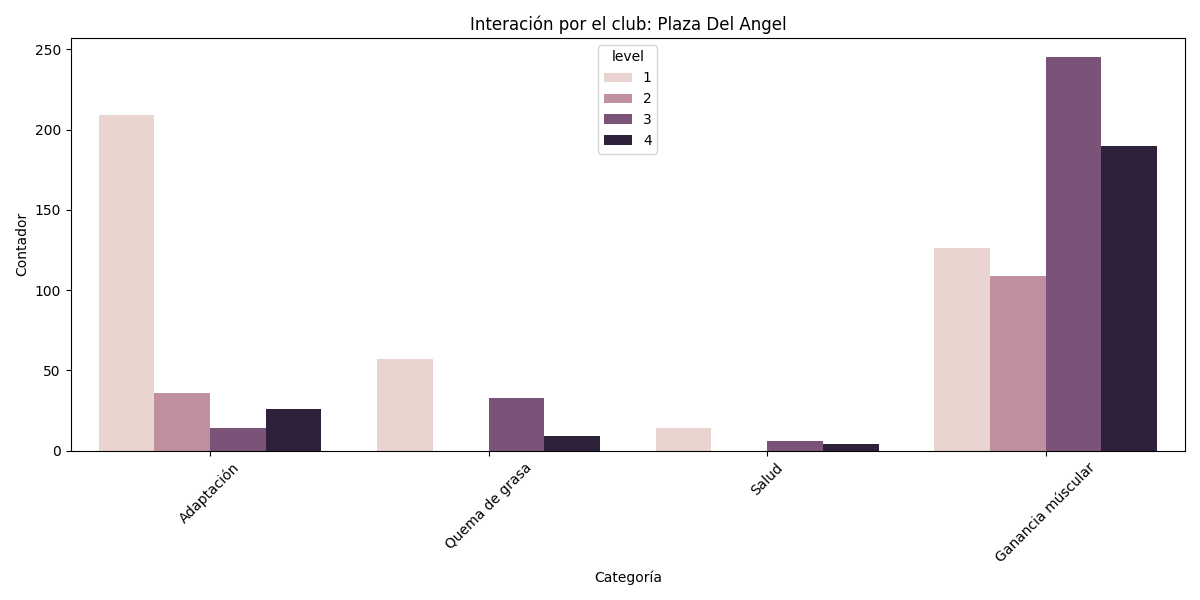 Interación por el club: Plaza Del Angel
level
1
2
3
4
250
200
150
100
50
0
Contador
Adaptación
Quema de grasa
Salud
Ganancia múscular
Categoría